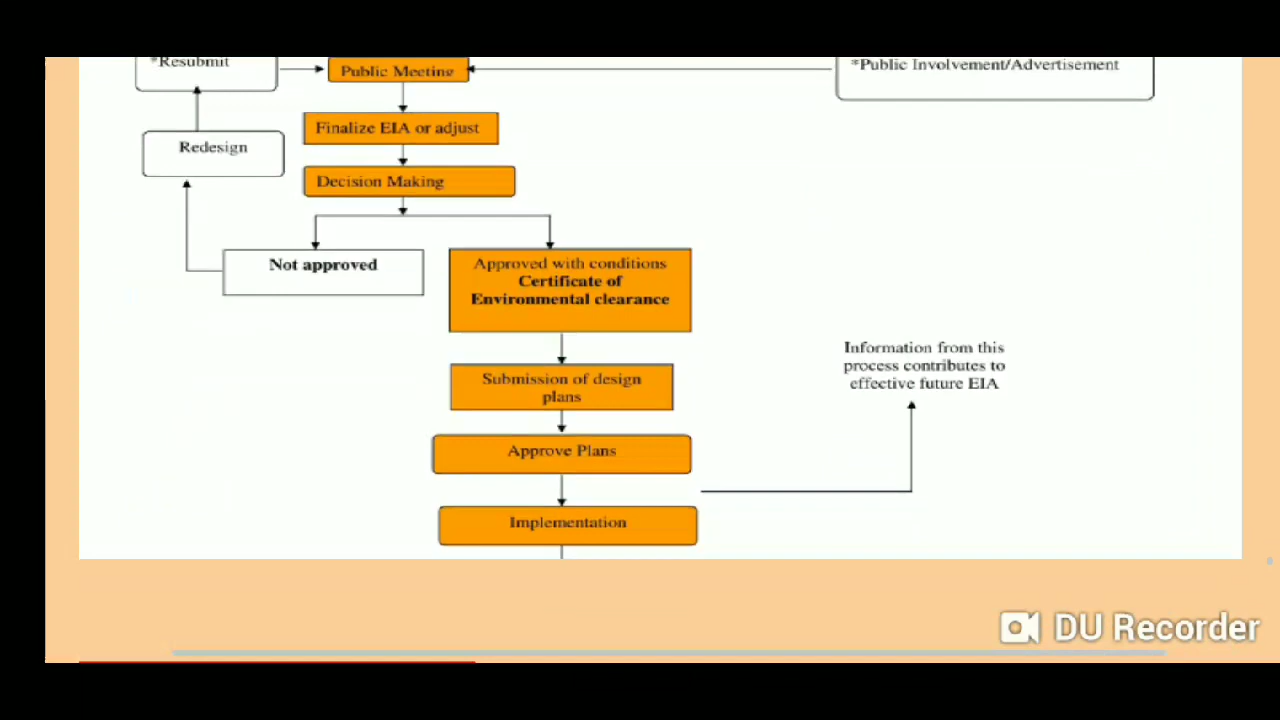 *Resubmit
Public Meeting
*Public Involvement/Advertisement
Finalize EIA or adjust
Redesign
Decision Making
Not approved
Approved with conditions
Certificate of
Environmental clearance
Information from this
process contributes to
effective future EIA
Submission of design
plans
Approve Plans
Implementation
DU Recorder